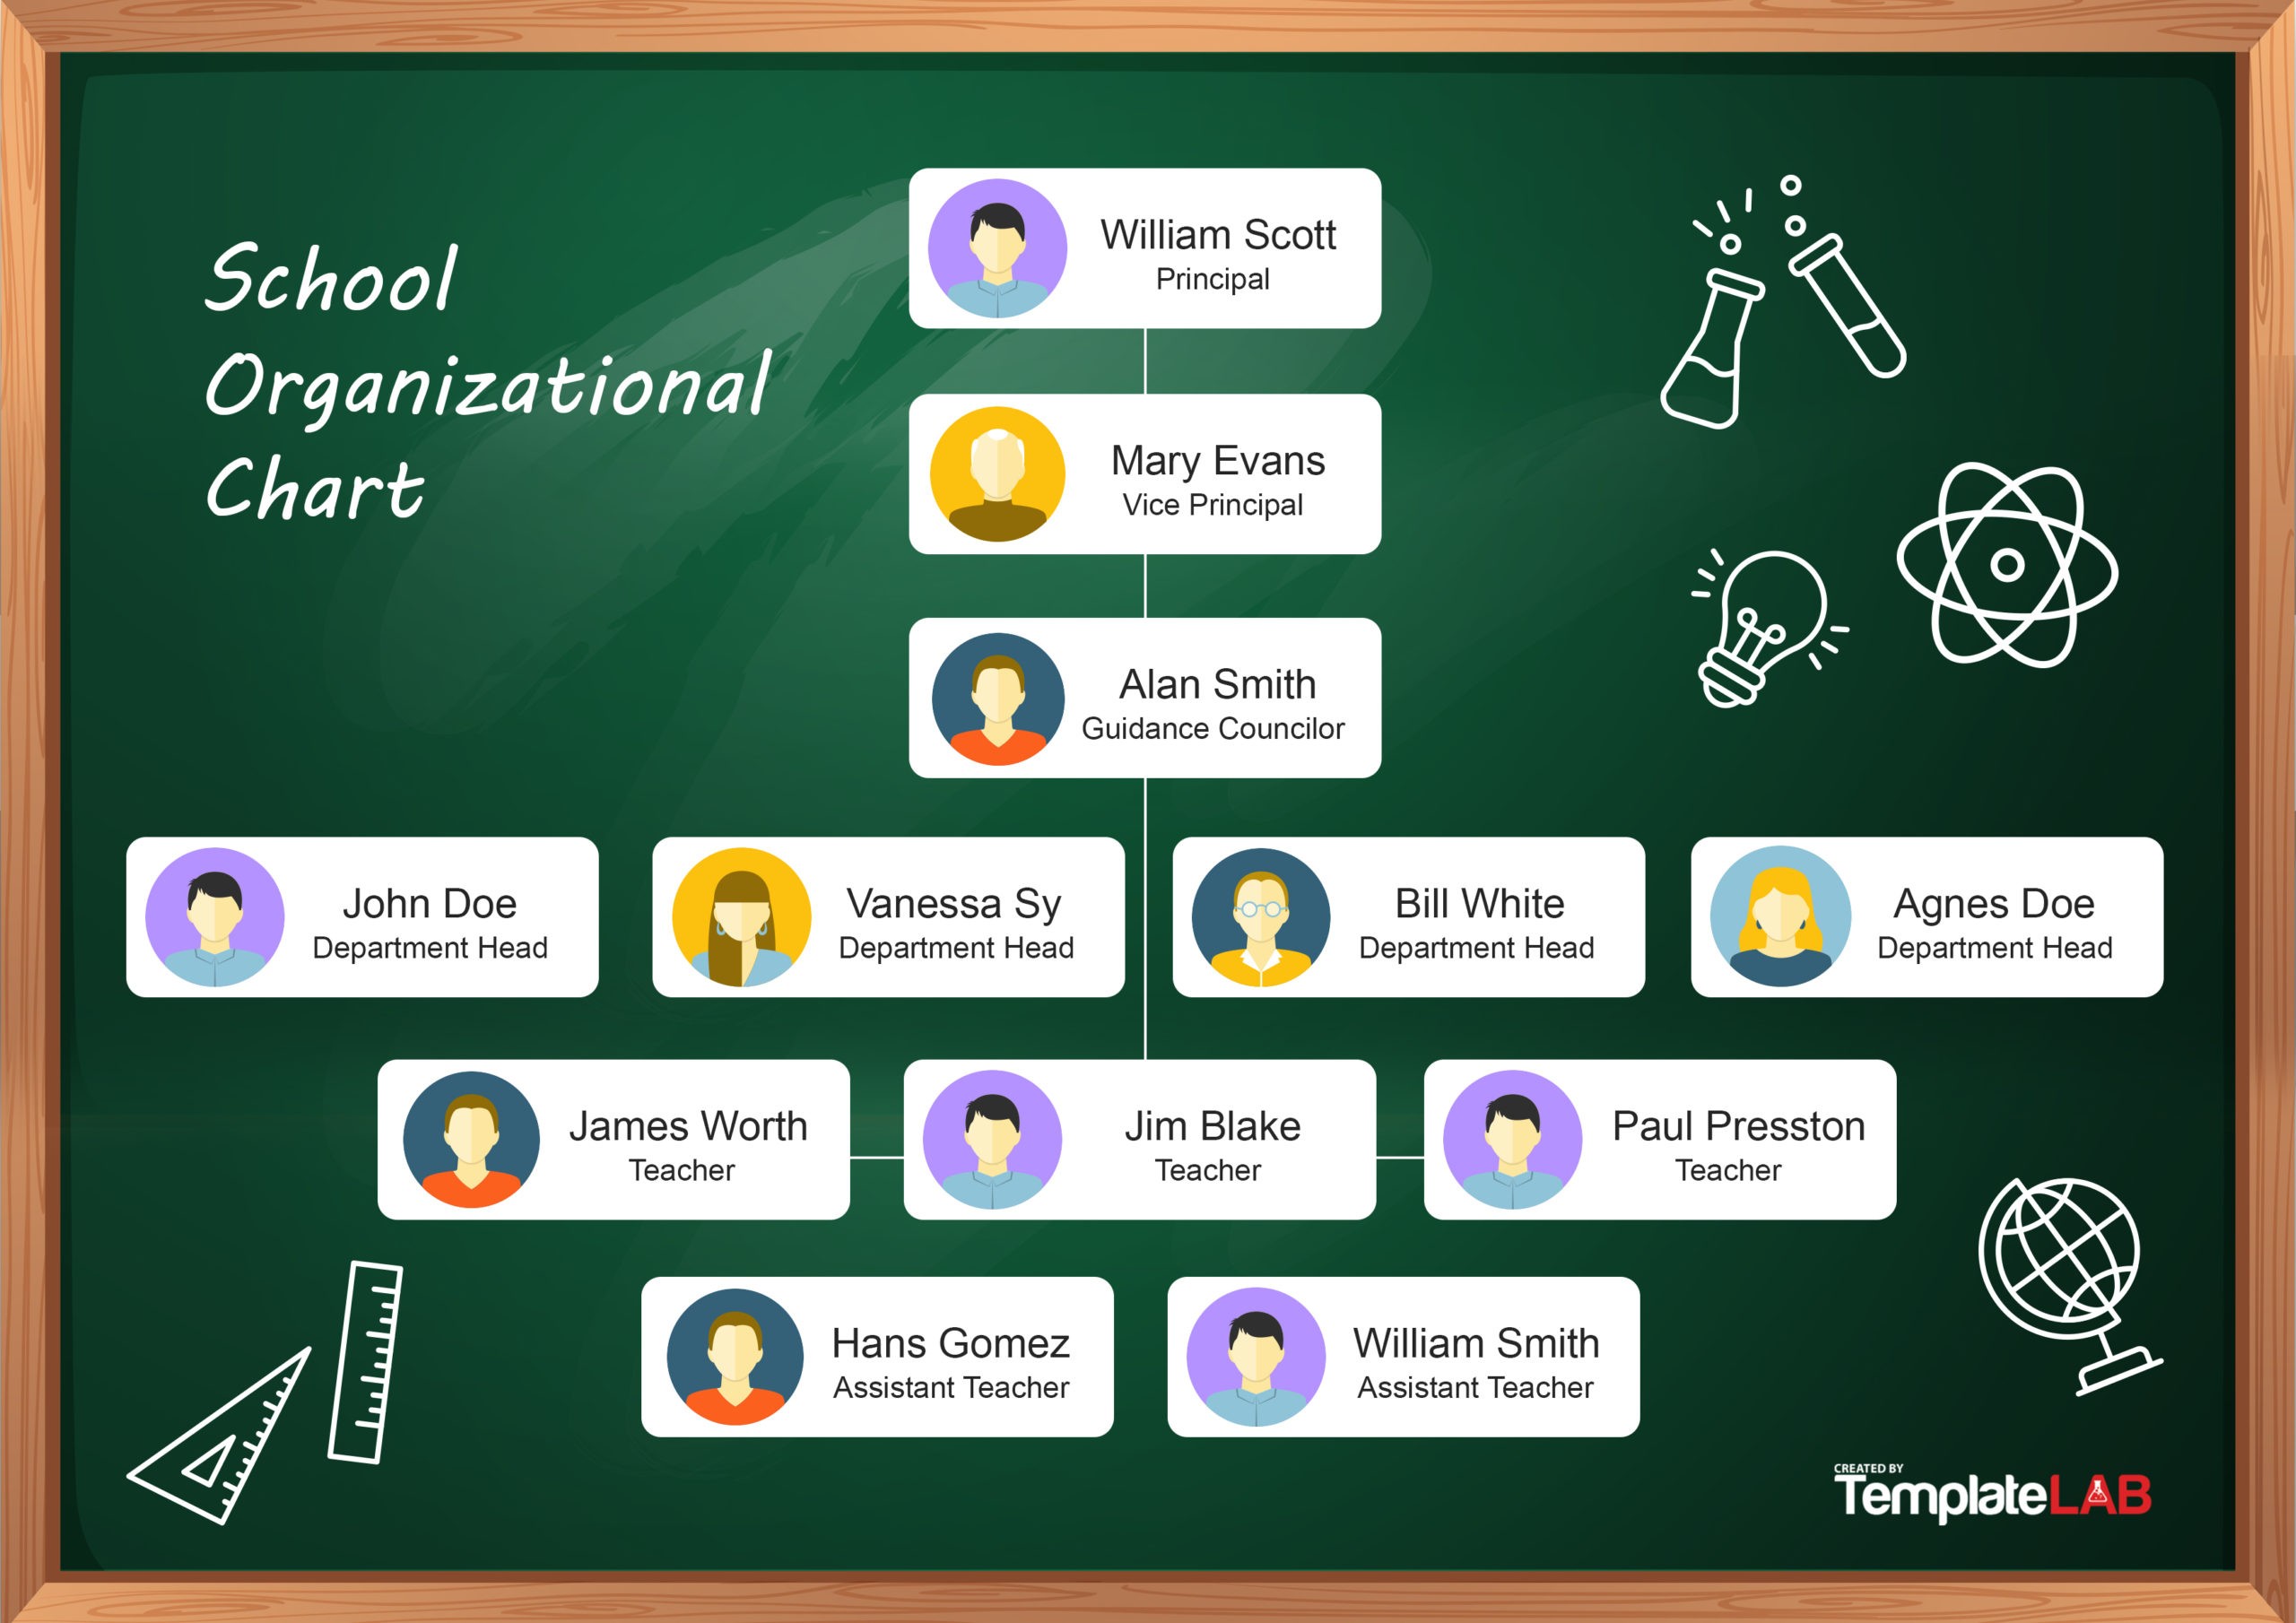 School
Organizational
Chart
William Scott
Principal
Mary Evans
Vice Principal
Alan Smith
Guidance Councilor
John Doe
Department Head
Vanessa Sy
Department Head
Bill White
Department Head
Agnes Doe
Department Head
James Worth
Teacher
Jim Blake
Teacher
Paul Presston
Teacher
Hans Gomez
Assistant Teacher
William Smith
Assistant Teacher
CREATED BY
TemplateLAB